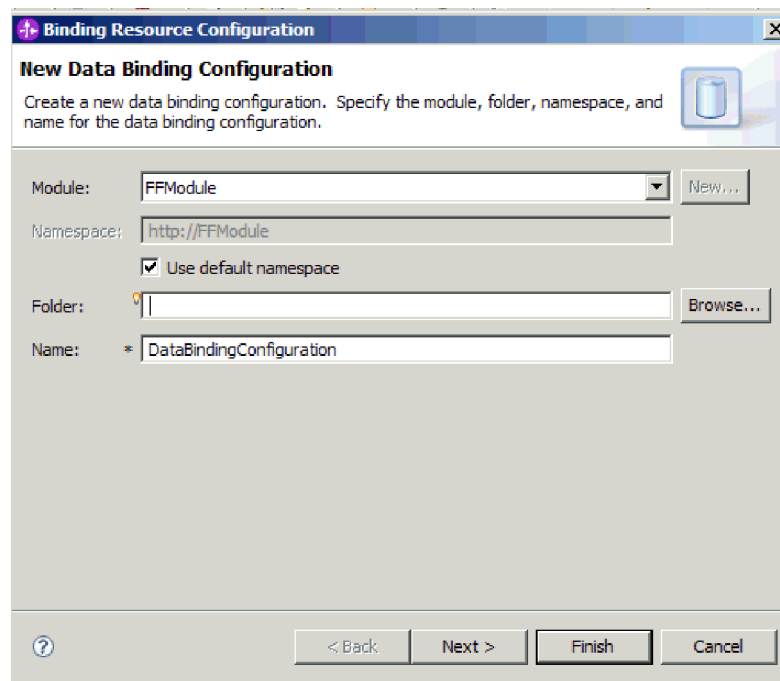 Binding Resource Configuration
New Data Binding Configuration
Create a new data binding configuration. Specify the module, folder, namespace, and
name for the data binding configuration.
Module: FFModule New...
Namespace: http://FFModule
Use default namespace
Folder: Browse...
Name: * DataBindingConfiguration
? < Back Next > Finish Cancel